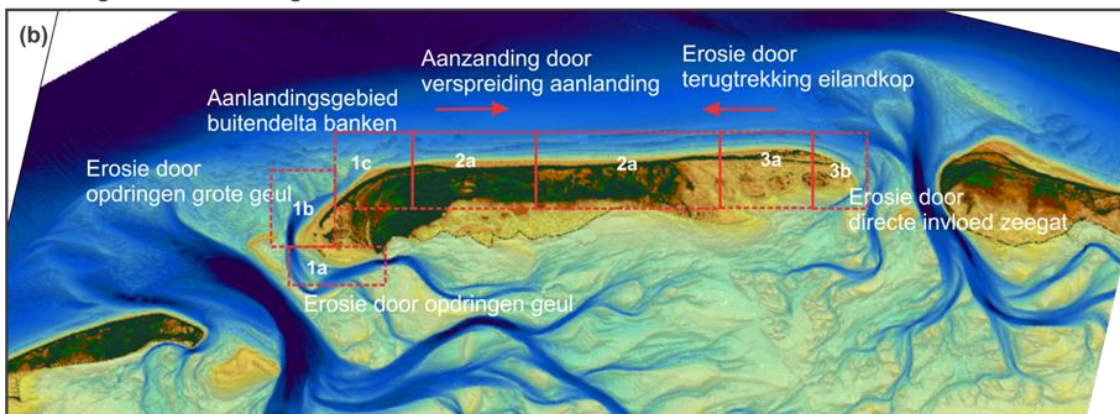 (b)
Aanzanding door
verspreiding aanlanding
Erosie door
terugtrekking eilandkop
Aanlandingsgebied
buitendelta banken
Erosie door
opdringen grote geul
1c
2a
2a
3a
3b
1b
1a
Erosie door
directe invloed zeegat
Erosie door opdringen geul